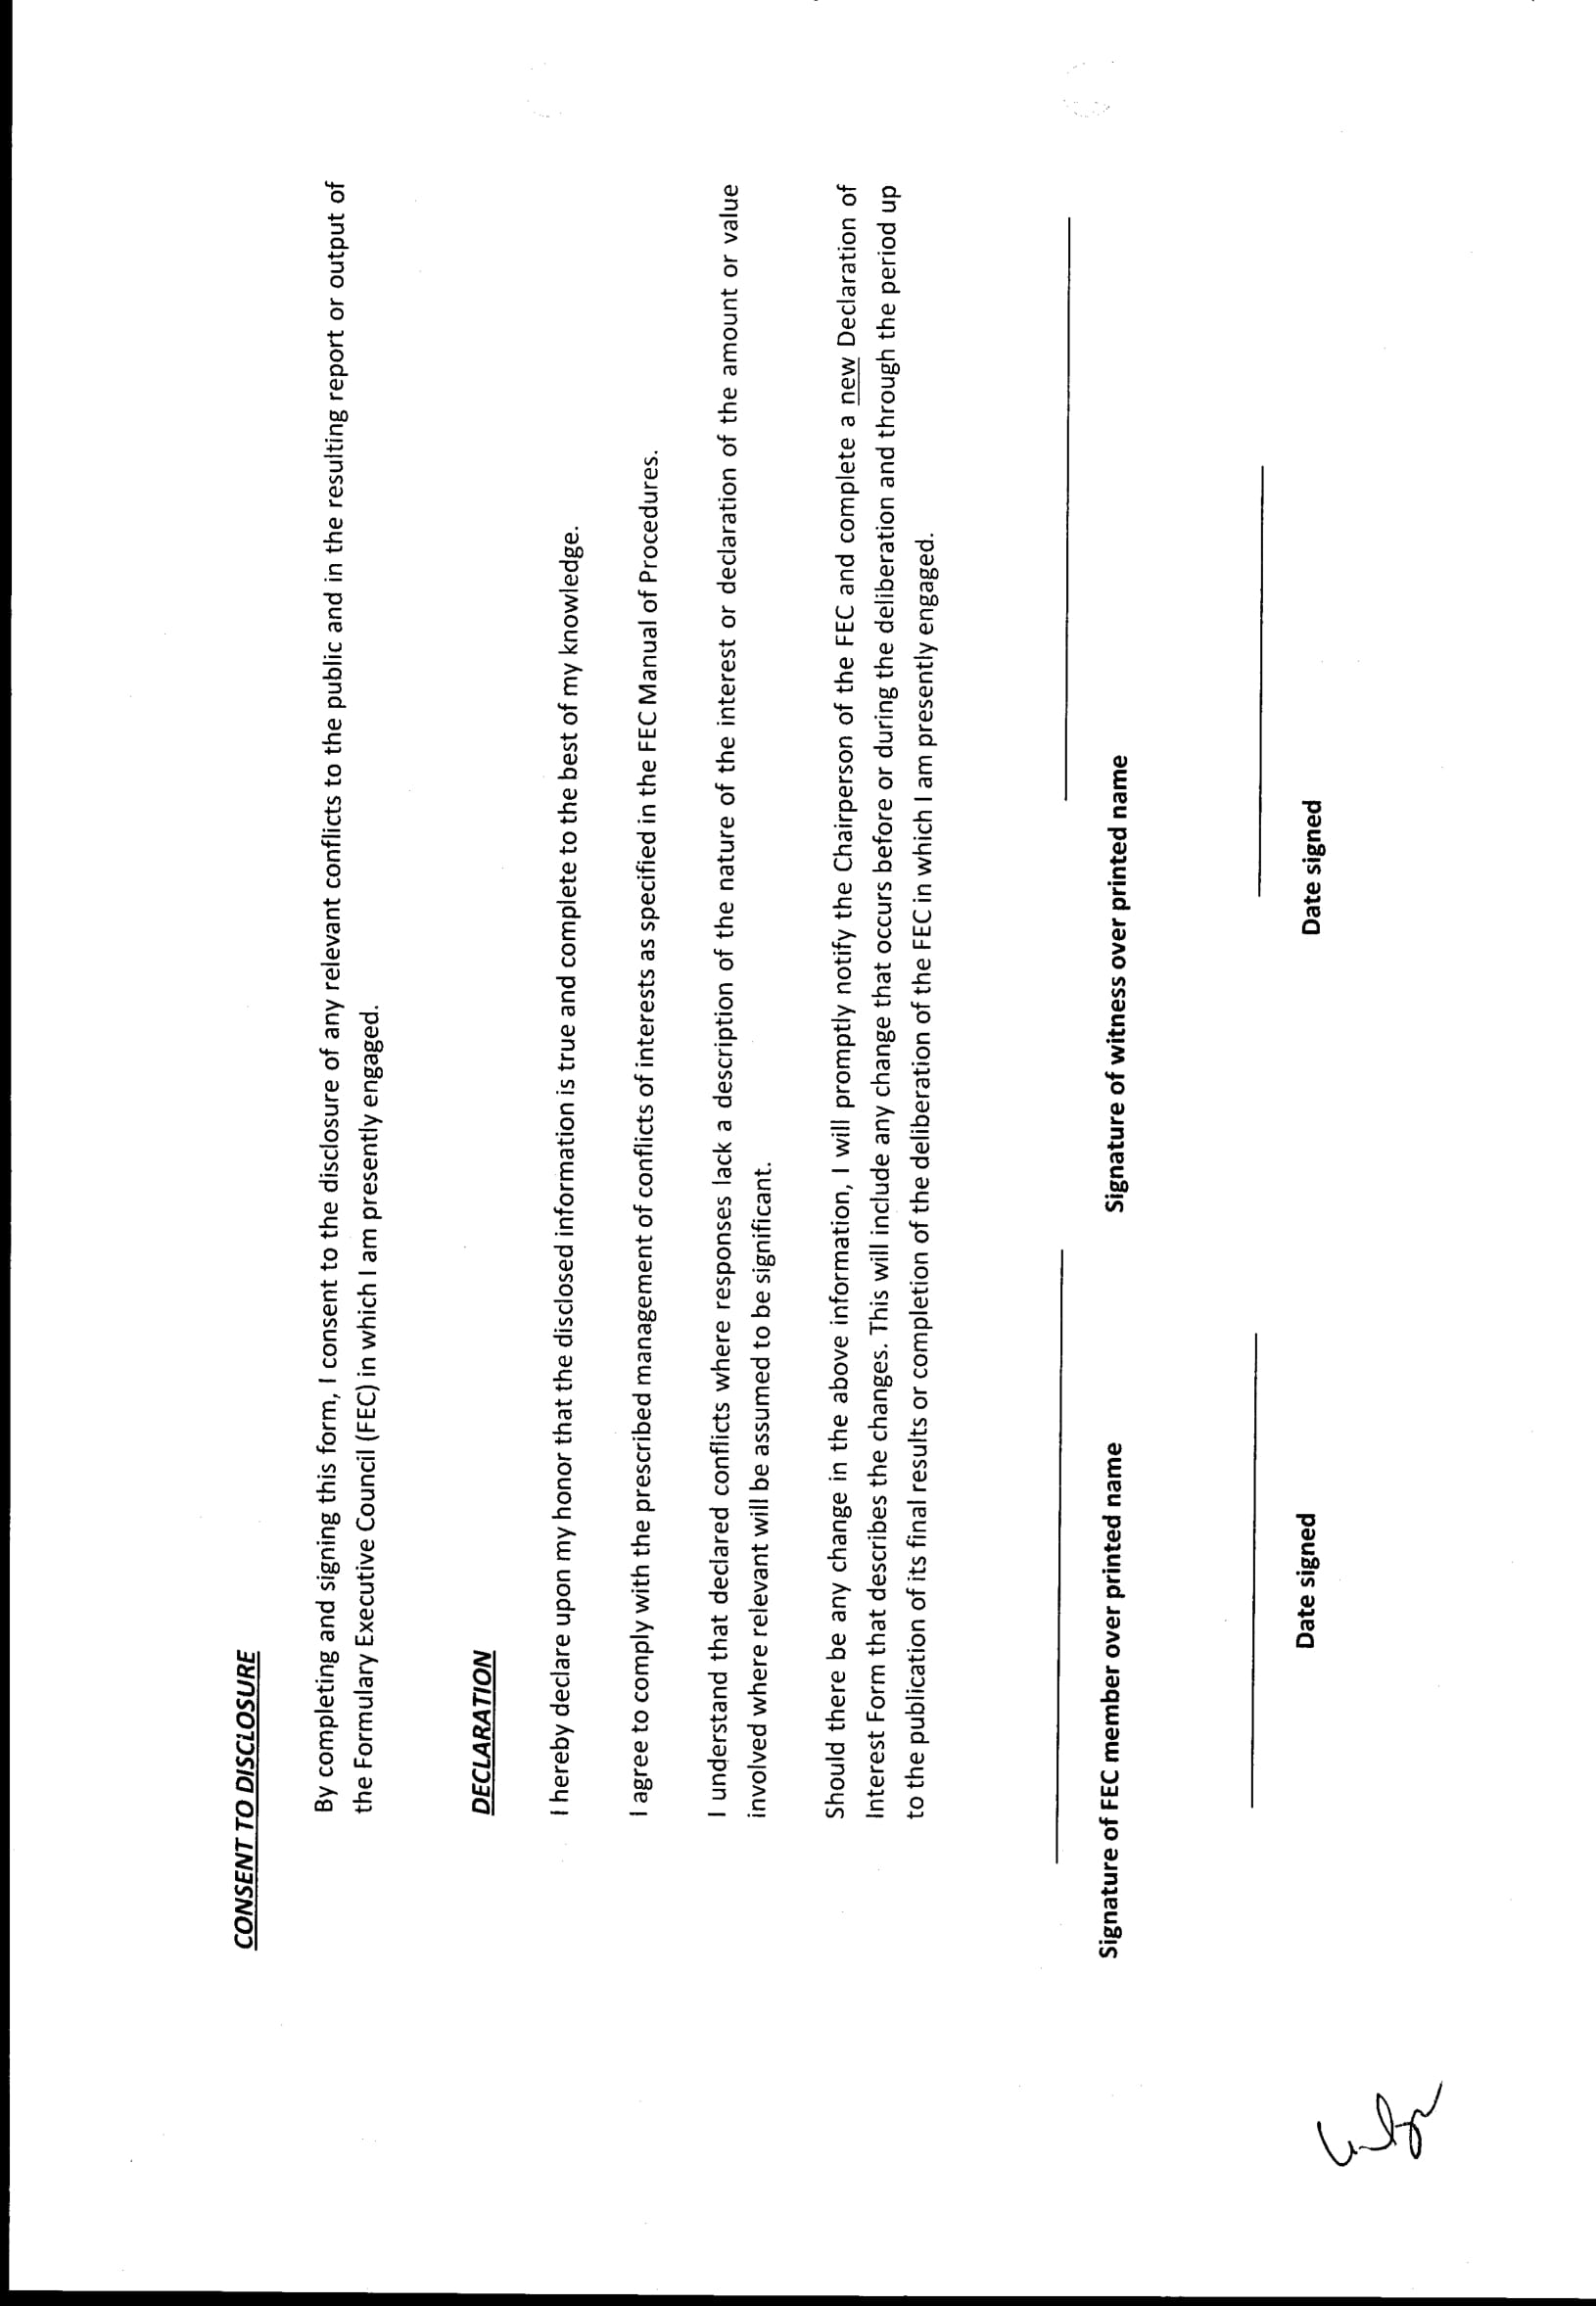 CONSENT TO DISCLOSURE
By completing and signing this form, I consent to the disclosure of any relevant conflicts to the public and in the resulting report or output of
the Formulary Executive Council (FEC) in which I am presently engaged.
DECLARATION
I hereby declare upon my honor that the disclosed information is true and complete to the best of my knowledge.
I agree to comply with the prescribed management of conflicts of interests as specified in the FEC Manual of Procedures.
I understand that declared conflicts where responses lack a description of the nature of the interest or declaration of the amount or value
involved where relevant will be assumed to be significant.
Should there be any change in the above information, I will promptly notify the Chairperson of the FEC and complete a new Declaration of
Interest Form that describes the changes. This will include any change that occurs before or during the deliberation and through the period up
to the publication of its final results or completion of the deliberation of the FEC in which I am presently engaged.
Signature of FEC member over printed name
Signature of witness over printed name
Date signed
Date signed